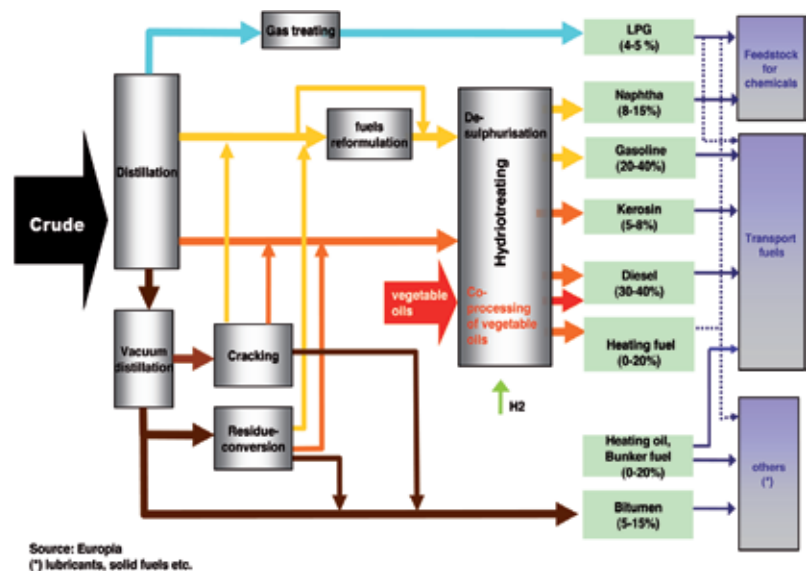 Gas treating
LPG
(4-5 %)
Feedstock
for
chemicals
Naphtha
(8-15%)
fuels
reformulation
De-
sulphurisation
Gasoline
(20-40%)
Distillation
Hydriotreating
Crude
Kerosin
(5-8%)
Transport
fuels
vegetable
oils
Co-
processing
of vegetable
oils
Diesel
(30-40%)
Vacuum
distillation
Cracking
Heating fuel
(0-20%)
H2
Residue-
conversion
Heating oil,
Bunker fuel
(0-20%)
others
(*)
Bitumen
(5-15%)
Source: Europia
(*) lubricants, solid fuels etc.